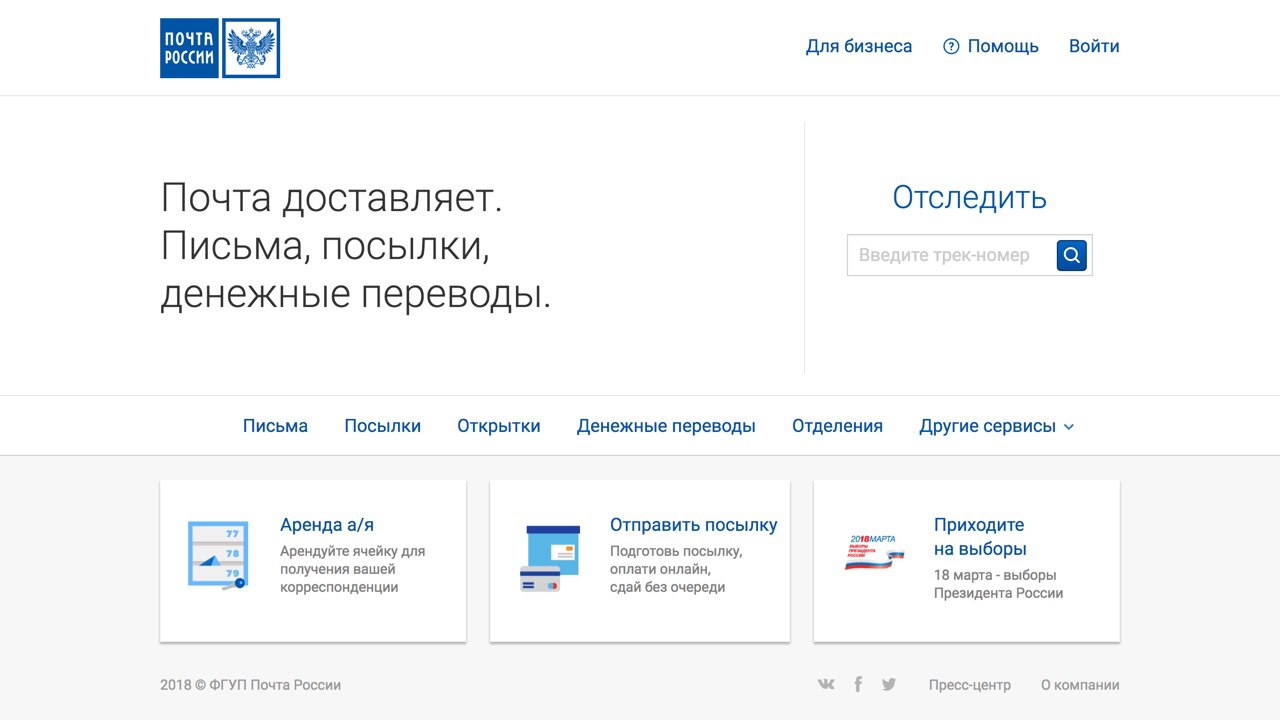 ПОЧТА
РОССИИ
Для бизнеса
Помощь
Войти
Почта доставляет.
Письма, посылки,
денежные переводы.
Отследить
Введите трек-номер
Письма
Посылки
Открытки
Денежные переводы
Отделения
Другие сервисы
77
78
79
Аренда а/я
Арендуйте ячейку для
получения вашей
корреспонденции
Отправить посылку
Подготовь посылку,
оплати онлайн,
сдай без очереди
2018МАРТА
ВЫБОРЫ
ПРЕЗИДЕНТА
РОССИИ
Приходите
на выборы
18 марта - выборы
Президента России
2018 © ФГУП Почта России
Пресс-центр
О компании